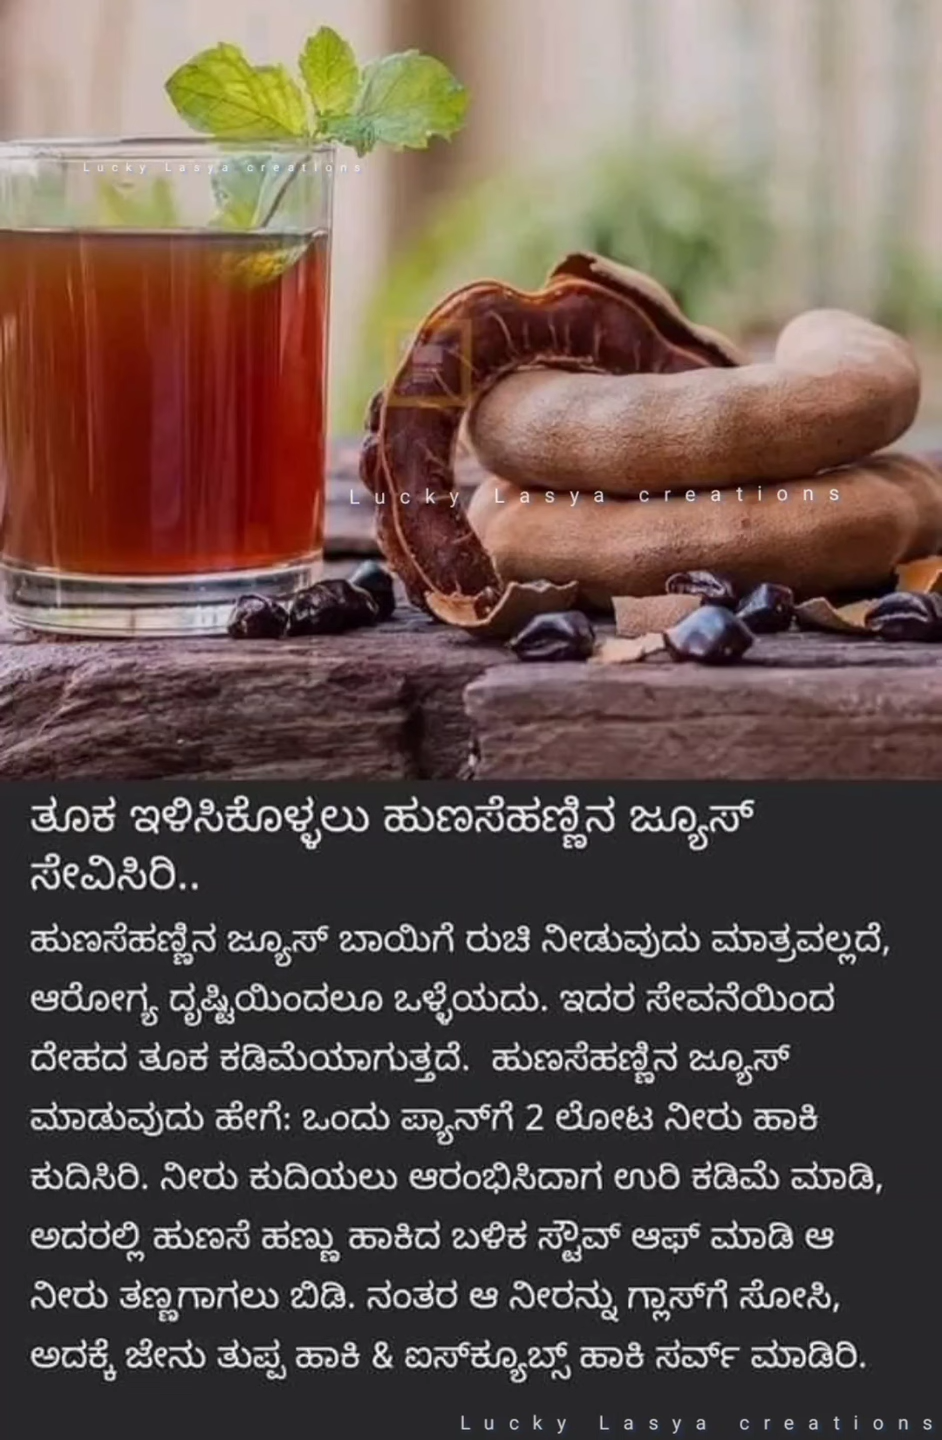 Lucky Lasya creations
Lucky Lasya creations
ತೂಕ ಇಳಿಸಿಕೊಳ್ಳಲು ಹುಣಸೆಹಣ್ಣಿನ ಜ್ಯೂಸ್
ಸೇವಿಸಿರಿ..
ಹುಣಸೆಹಣ್ಣಿನ ಜ್ಯೂಸ್ ಬಾಯಿಗೆ ರುಚಿ ನೀಡುವುದು ಮಾತ್ರವಲ್ಲದೆ,
ಆರೋಗ್ಯ ದೃಷ್ಟಿಯಿಂದಲೂ ಒಳ್ಳೆಯದು. ಇದರ ಸೇವನೆಯಿಂದ
ದೇಹದ ತೂಕ ಕಡಿಮೆಯಾಗುತ್ತದೆ. ಹುಣಸೆಹಣ್ಣಿನ ಜ್ಯೂಸ್
ಮಾಡುವುದು ಹೇಗೆ: ಒಂದು ಪ್ಯಾನ್‌ಗೆ 2 ಲೋಟ ನೀರು ಹಾಕಿ
ಕುದಿಸಿರಿ. ನೀರು ಕುದಿಯಲು ಆರಂಭಿಸಿದಾಗ ಉರಿ ಕಡಿಮೆ ಮಾಡಿ,
ಅದರಲ್ಲಿ ಹುಣಸೆ ಹಣ್ಣು ಹಾಕಿದ ಬಳಿಕ ಸ್ಟೌವ್ ಆಫ್ ಮಾಡಿ ಆ
ನೀರು ತಣ್ಣಗಾಗಲು ಬಿಡಿ. ನಂತರ ಆ ನೀರನ್ನು ಗ್ಲಾಸ್‌ಗೆ ಸೋಸಿ,
ಅದಕ್ಕೆ ಜೇನು ತುಪ್ಪ ಹಾಕಿ & ಐಸ್‌ಕ್ಯೂಬ್ಸ್ ಹಾಕಿ ಸರ್ವ್ ಮಾಡಿರಿ.
Lucky Lasya creations